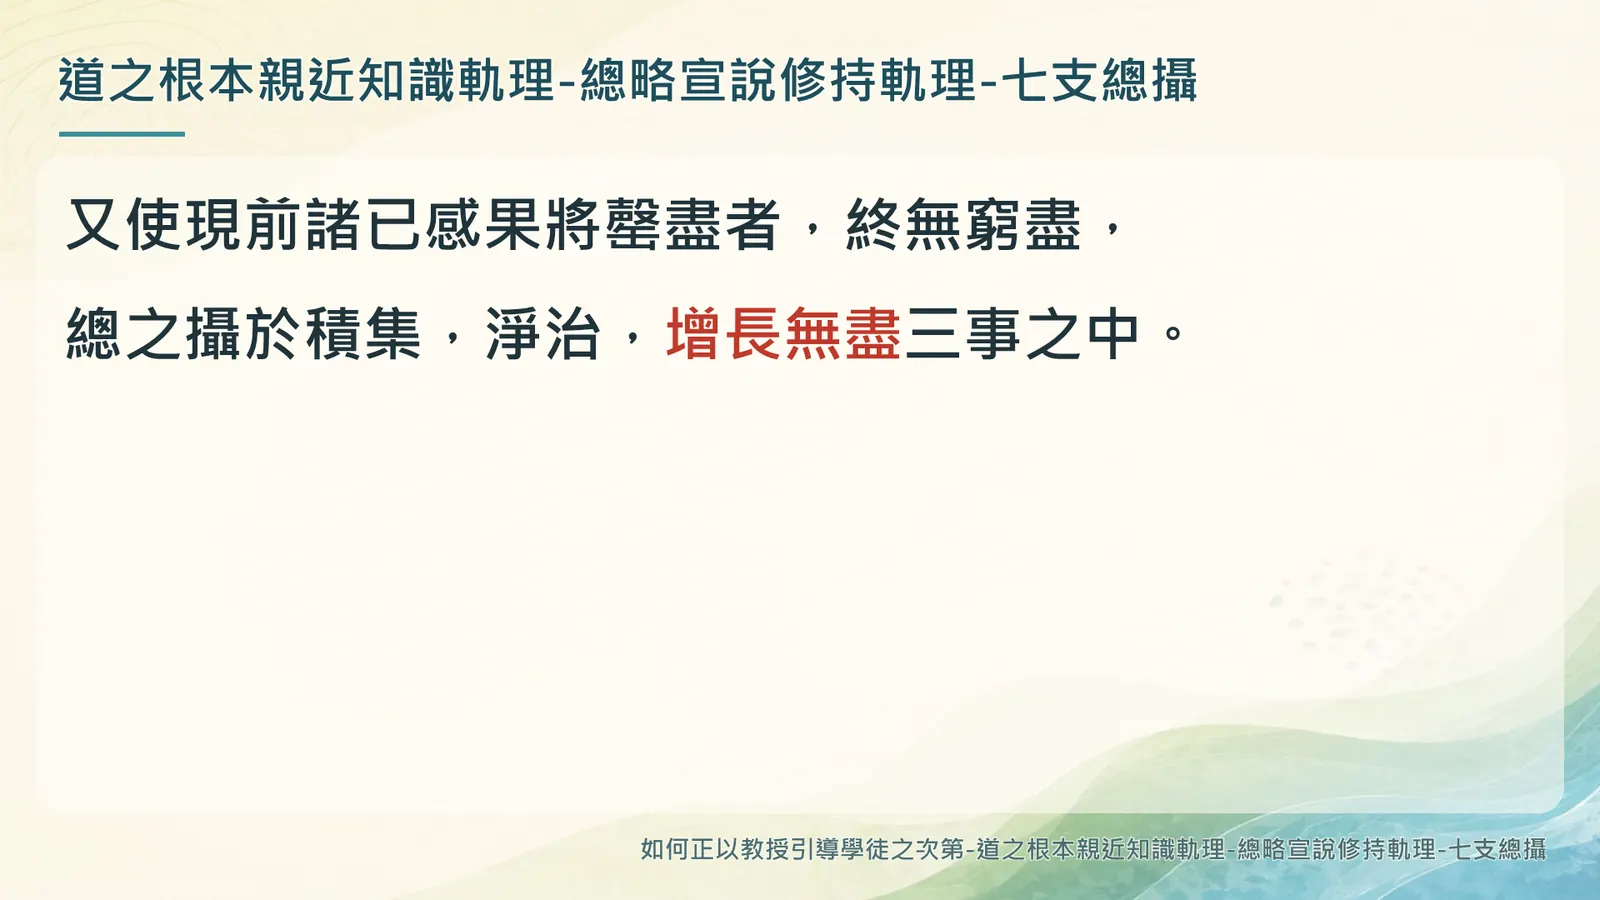 道之根本親近知識軌理-總略宣說修持軌理-七支總攝
又使現前諸已感果將罄盡者，終無窮盡，
總之攝於積集，淨治，增長無盡三事之中。
如何正以教授引導學徒之次第-道之根本親近知識軌理-總略宣說修持軌理-七支總攝